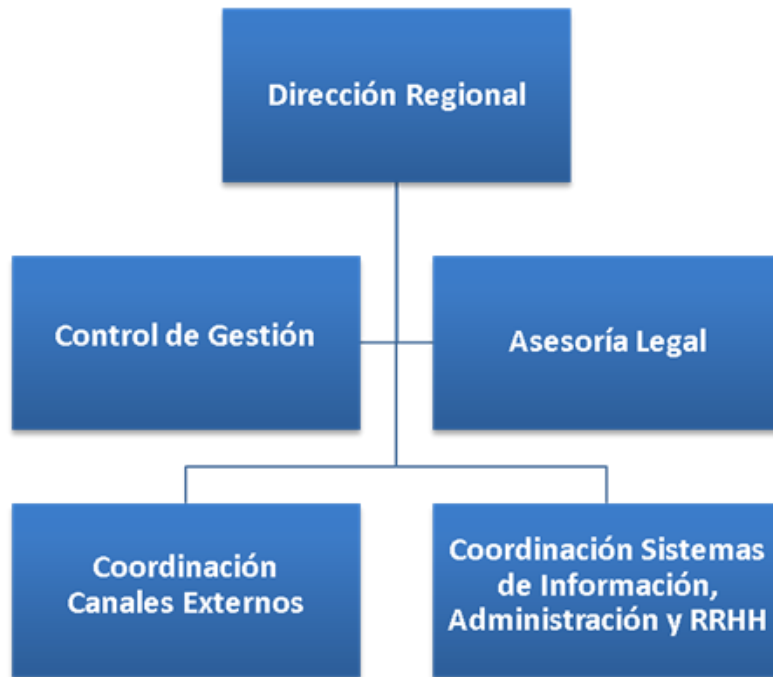 Dirección Regional
Control de Gestión
Asesoría Legal
Coordinación
Canales Externos
Coordinación Sistemas
de Información,
Administración y RRHH